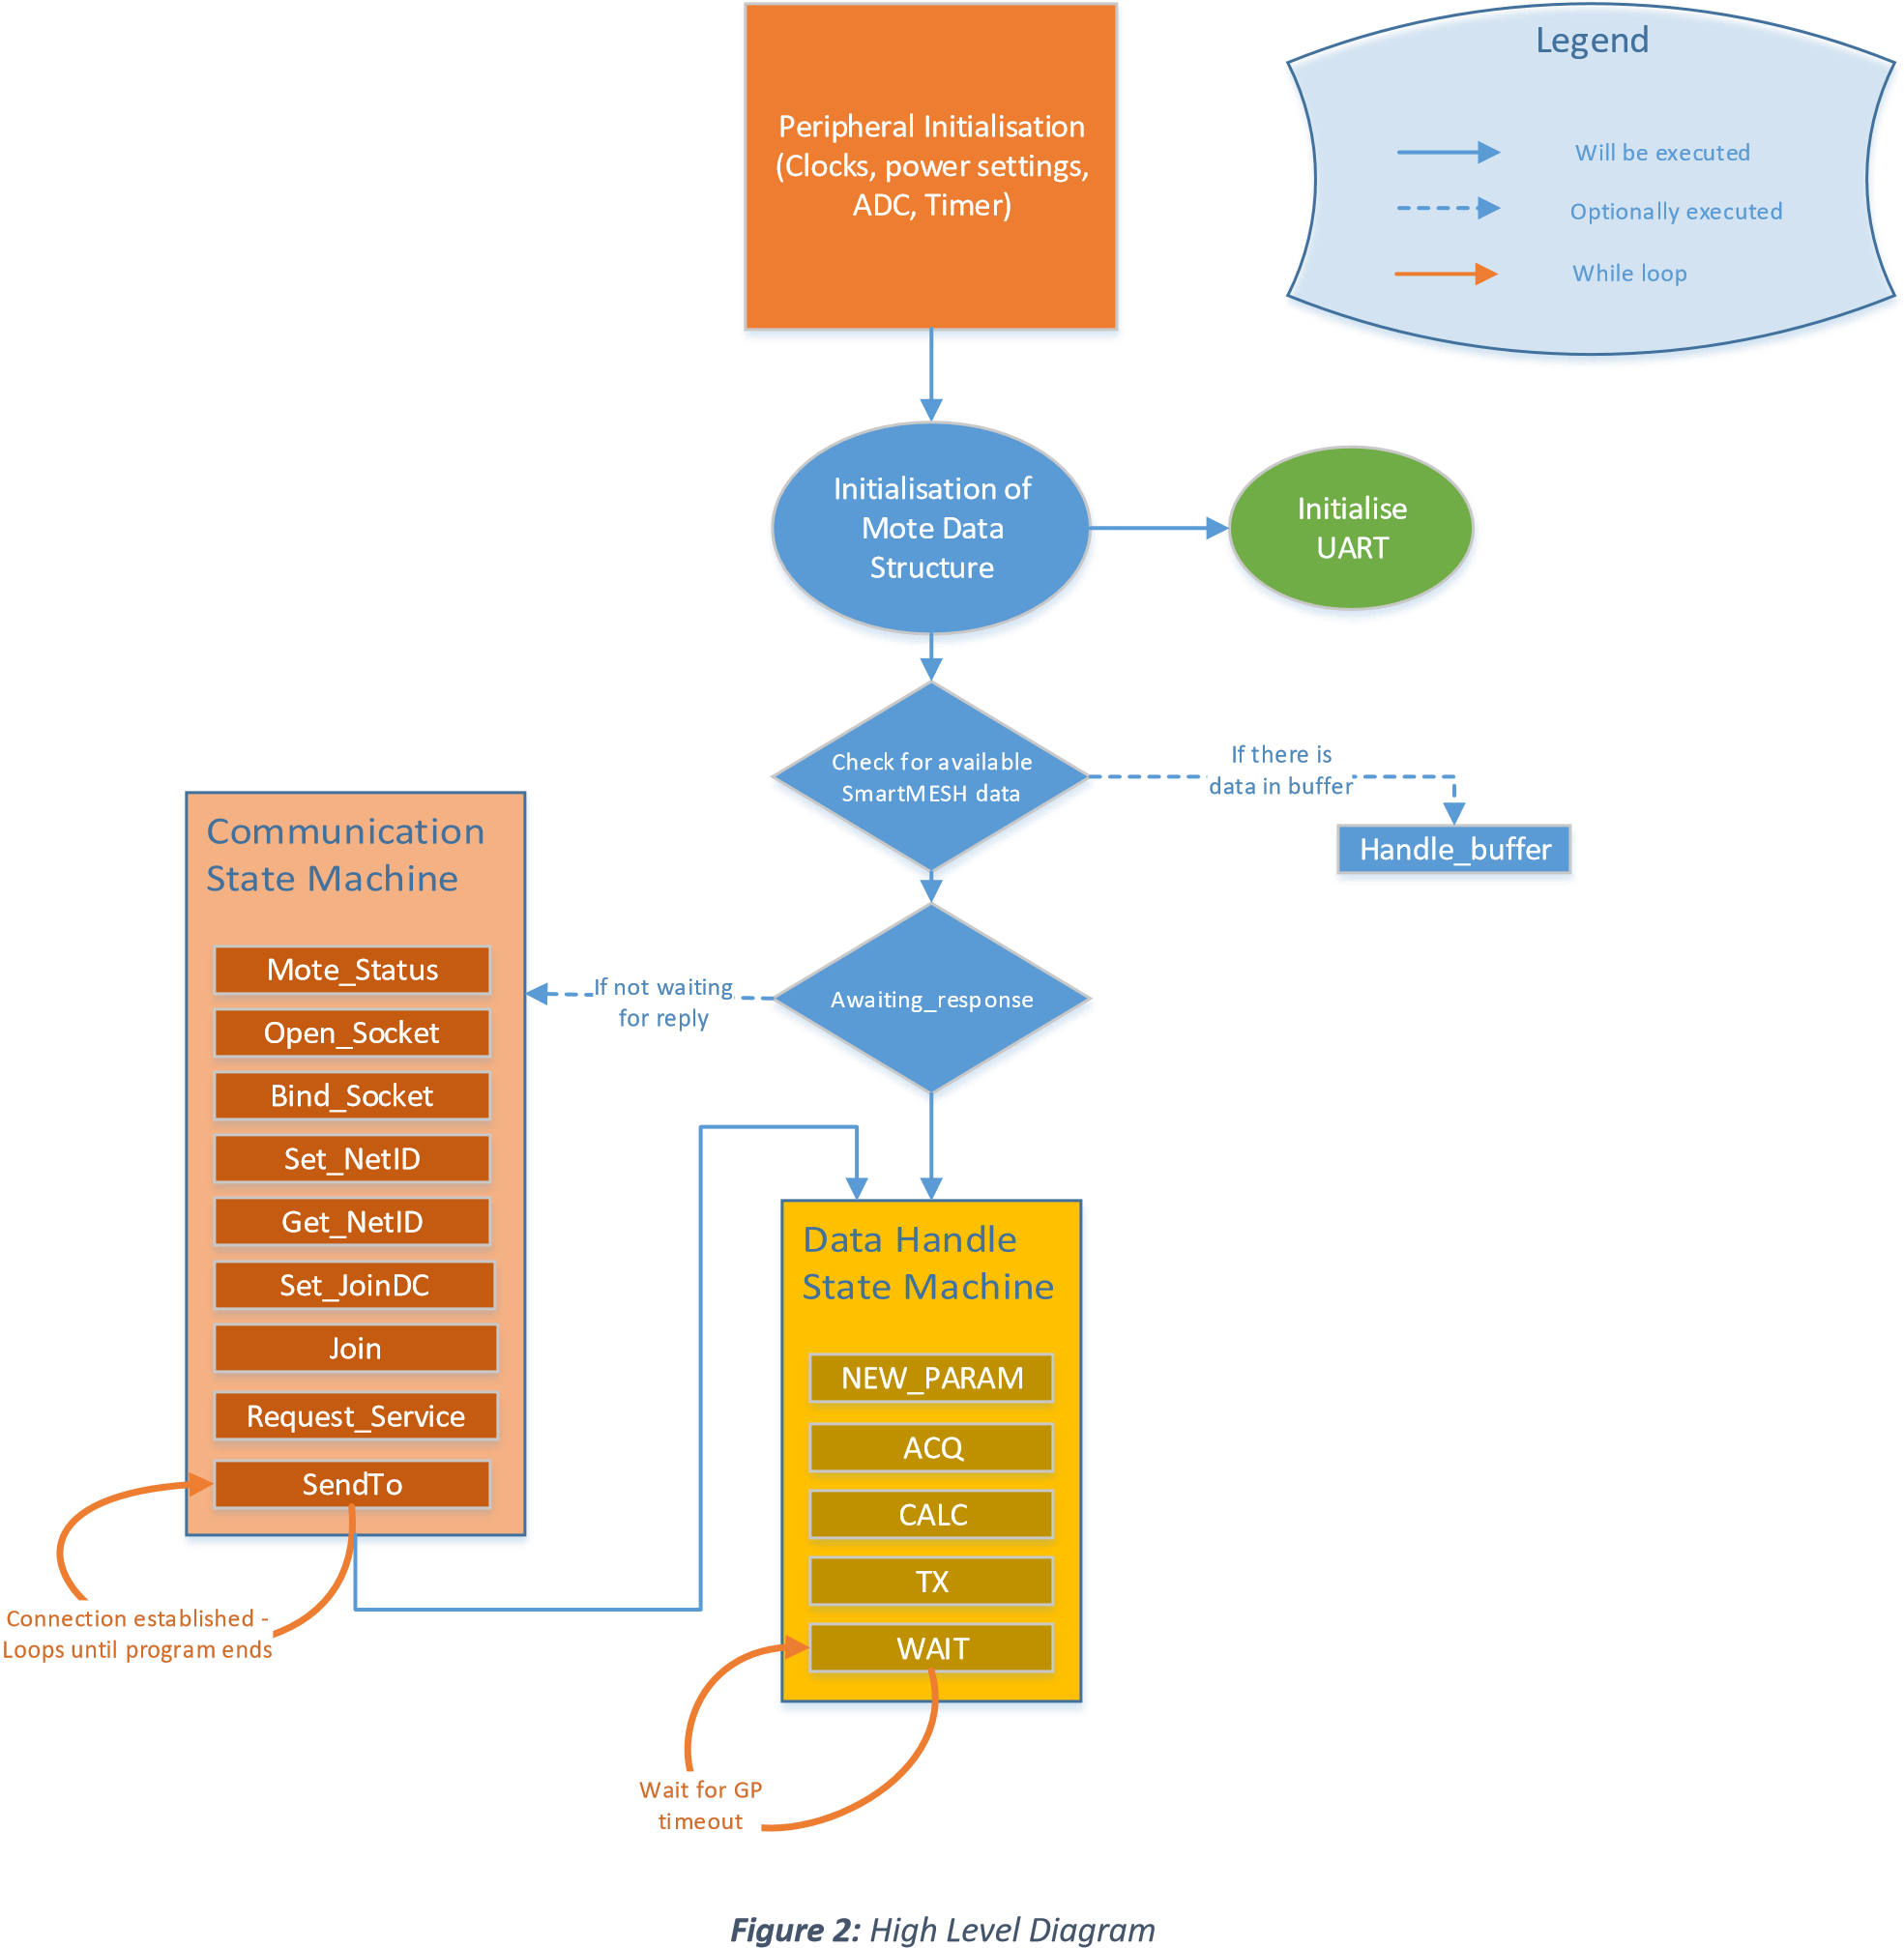 Peripheral Initialisation
(Clocks, power settings,
ADC, Timer)
Legend
Will be executed
Optionally executed
While loop
Initialisation of
Mote Data
Structure
Initialise
UART
Check for available
SmartMESH data
If there is
data in buffer
Handle_buffer
Awaiting_response
If not waiting
for reply
Communication
State Machine
Mote_Status
Open_Socket
Bind_Socket
Set_NetID
Get_NetID
Set_JoinDC
Join
Request_Service
SendTo
Connection established -
Loops until program ends
Data Handle
State Machine
NEW_PARAM
ACQ
CALC
TX
WAIT
Wait for GP
timeout
Figure 2: High Level Diagram